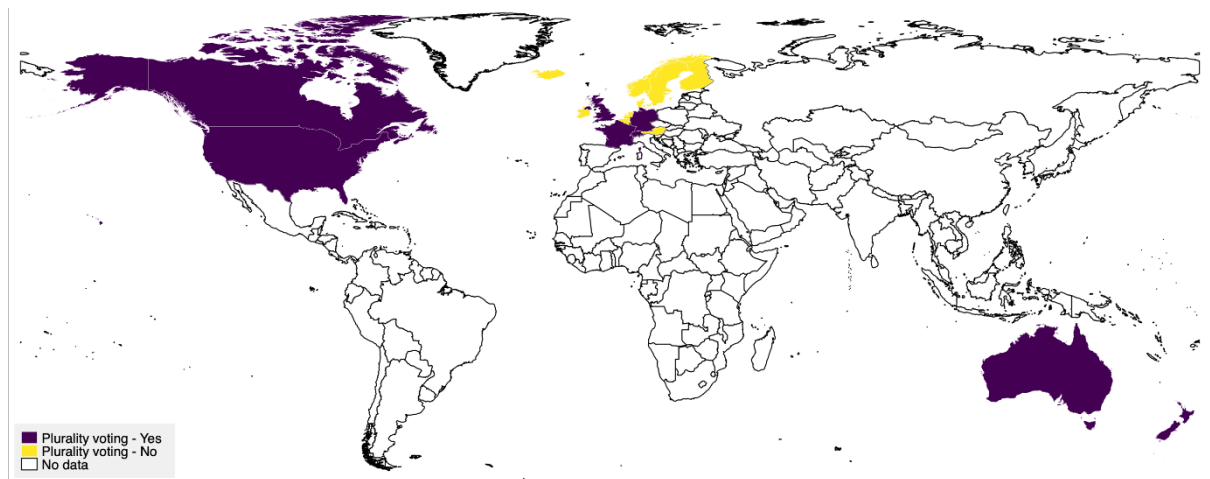 Plurality voting - Yes
Plurality voting - No
No data